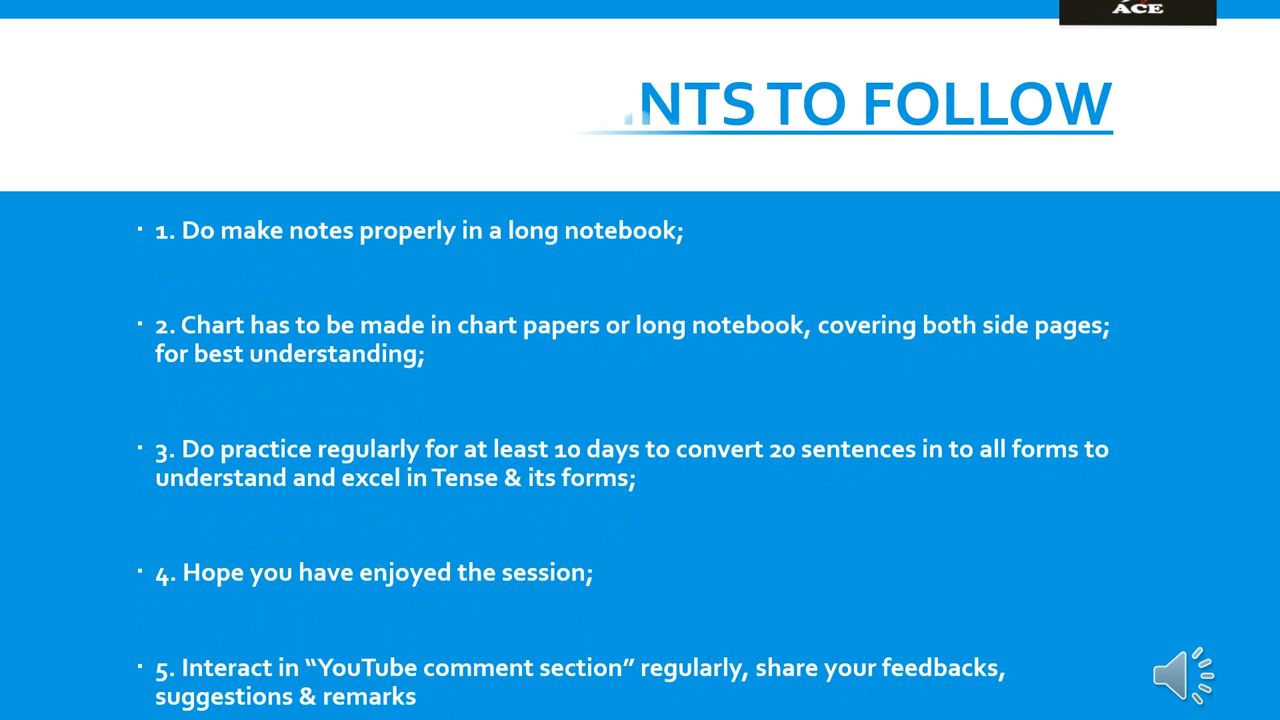 ACE
NTS TO FOLLOW
1. Do make notes properly in a long notebook;
2. Chart has to be made in chart papers or long notebook, covering both side pages;
for best understanding;
3. Do practice regularly for at least 10 days to convert 20 sentences in to all forms to
understand and excel in Tense & its forms;
4. Hope you have enjoyed the session;
5. Interact in “YouTube comment section” regularly, share your feedbacks,
suggestions & remarks